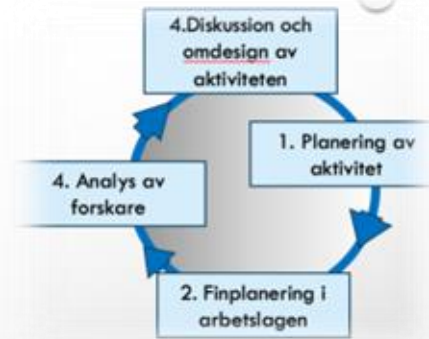 4.Diskussion och
omdesign av
aktiviteten
1. Planering av
aktivitet
2. Finplanering i
arbetslagen
4. Analys av
forskare